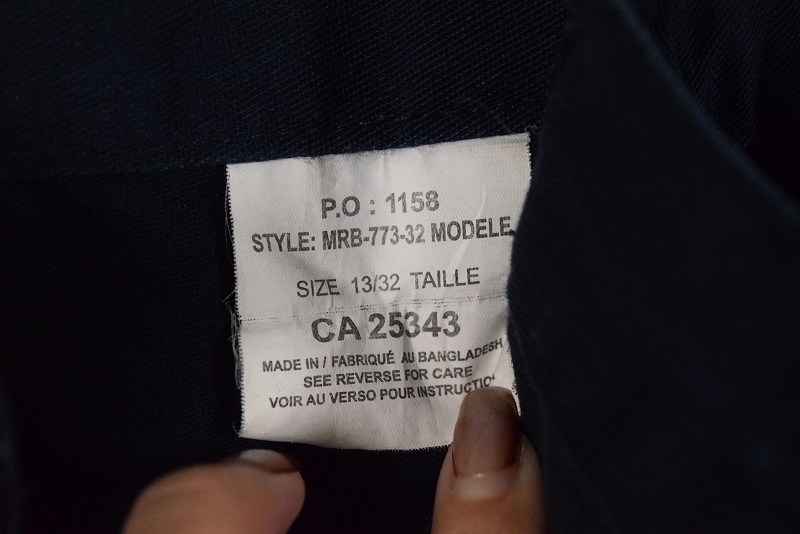 P.O : 1158
STYLE: MRB-773-32 MODELE
SIZE 13/32 TAILLE
CA 25343
MADE IN / FABRIQUÉ AU BANGLADESH
SEE REVERSE FOR CARE
VOIR AU VERSO POUR INSTRUCTIO